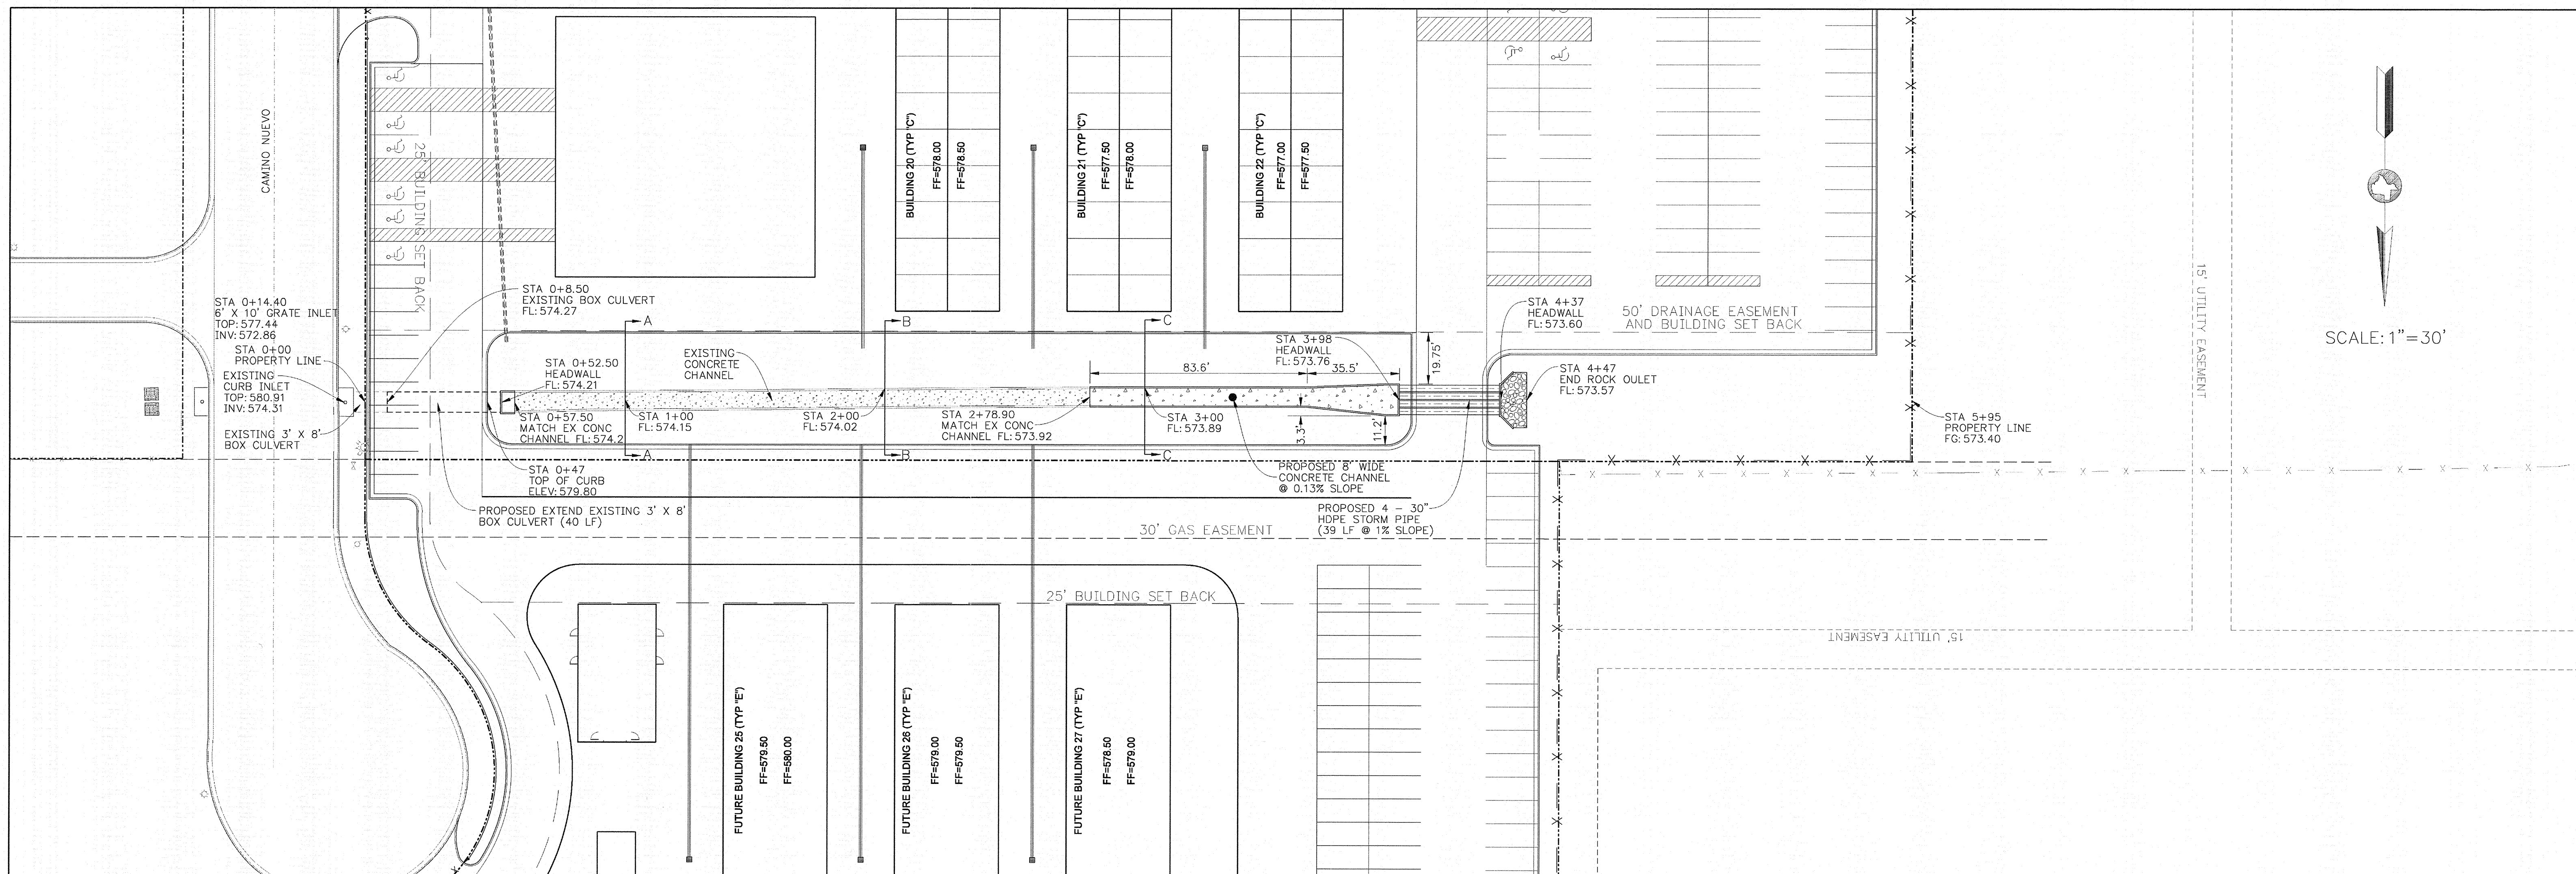 CAMINO NUEVO
25' BUILDING SET BACK
STA 0+14.40
6' X 10' GRATE INLET
TOP: 577.44
INV: 572.86
STA 0+00
PROPERTY LINE
EXISTING
CURB INLET
TOP: 580.91
INV: 574.31
EXISTING 3' X 8'
BOX CULVERT
STA 0+8.50
EXISTING BOX CULVERT
FL: 574.27
STA 0+52.50
HEADWALL
FL: 574.21
STA 0+57.50
MATCH EX CONC
CHANNEL FL: 574.2
STA 0+47
TOP OF CURB
ELEV: 579.80
PROPOSED EXTEND EXISTING 3' X 8'
BOX CULVERT (40 LF)
A
A
STA 1+00
FL: 574.15
EXISTING
CONCRETE
CHANNEL
B
B
STA 2+00
FL: 574.02
STA 2+78.90
MATCH EX CONC
CHANNEL FL: 573.92
C
C
STA 3+00
FL: 573.89
83.6'
35.5'
3.3'
11.2'
19.75'
STA 3+98
HEADWALL
FL: 573.76
PROPOSED 8' WIDE
CONCRETE CHANNEL
@ 0.13% SLOPE
PROPOSED 4 - 30"
HDPE STORM PIPE
(39 LF @ 1% SLOPE)
STA 4+37
HEADWALL
FL: 573.60
STA 4+47
END ROCK OULET
FL: 573.57
50' DRAINAGE EASEMENT
AND BUILDING SET BACK
STA 5+95
PROPERTY LINE
FG: 573.40
BUILDING 20 (TYP "C")
FF=578.00
FF=578.50
BUILDING 21 (TYP "C")
FF=577.50
FF=578.00
BUILDING 22 (TYP "C")
FF=577.00
FF=577.50
30' GAS EASEMENT
25' BUILDING SET BACK
FUTURE BUILDING 25 (TYP "E")
FF=579.50
FF=580.00
FUTURE BUILDING 26 (TYP "E")
FF=579.00
FF=579.50
FUTURE BUILDING 27 (TYP "E")
FF=578.50
FF=579.00
15' UTILITY EASEMENT
15' UTILITY EASEMENT
SCALE: 1"=30'